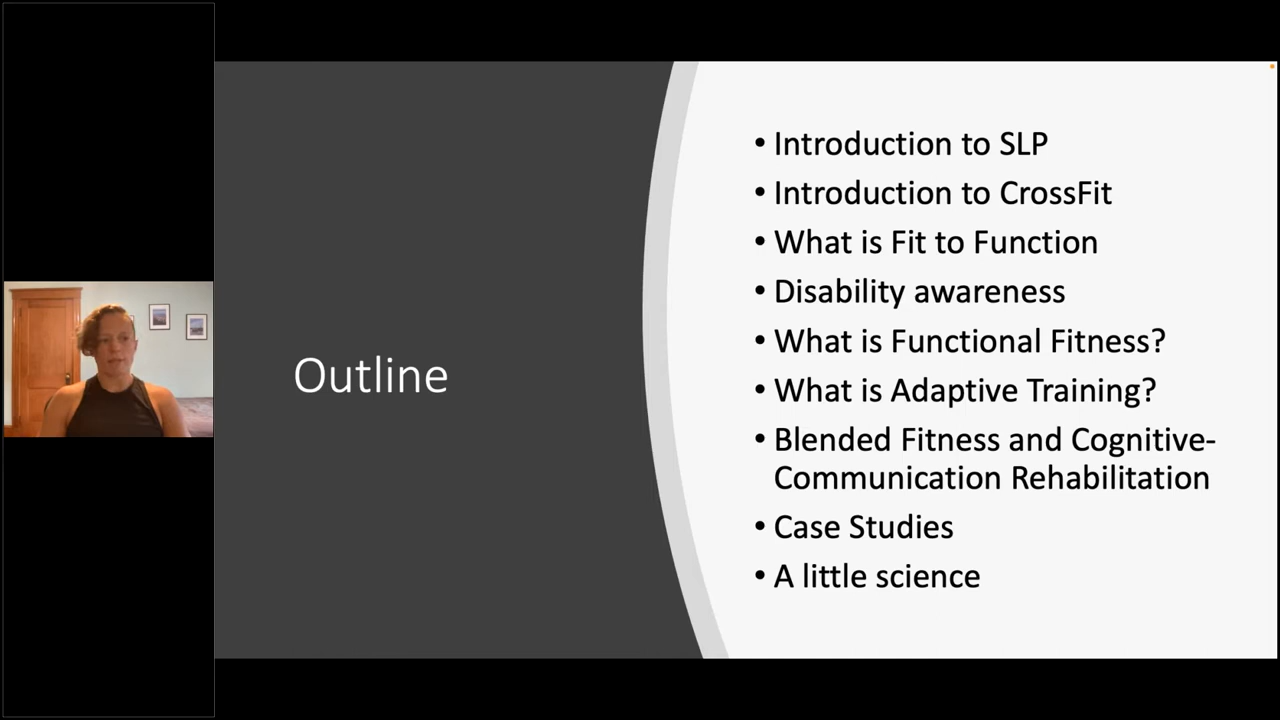 Outline
• Introduction to SLP
• Introduction to CrossFit
• What is Fit to Function
• Disability awareness
• What is Functional Fitness?
• What is Adaptive Training?
• Blended Fitness and Cognitive-
Communication Rehabilitation
• Case Studies
• A little science